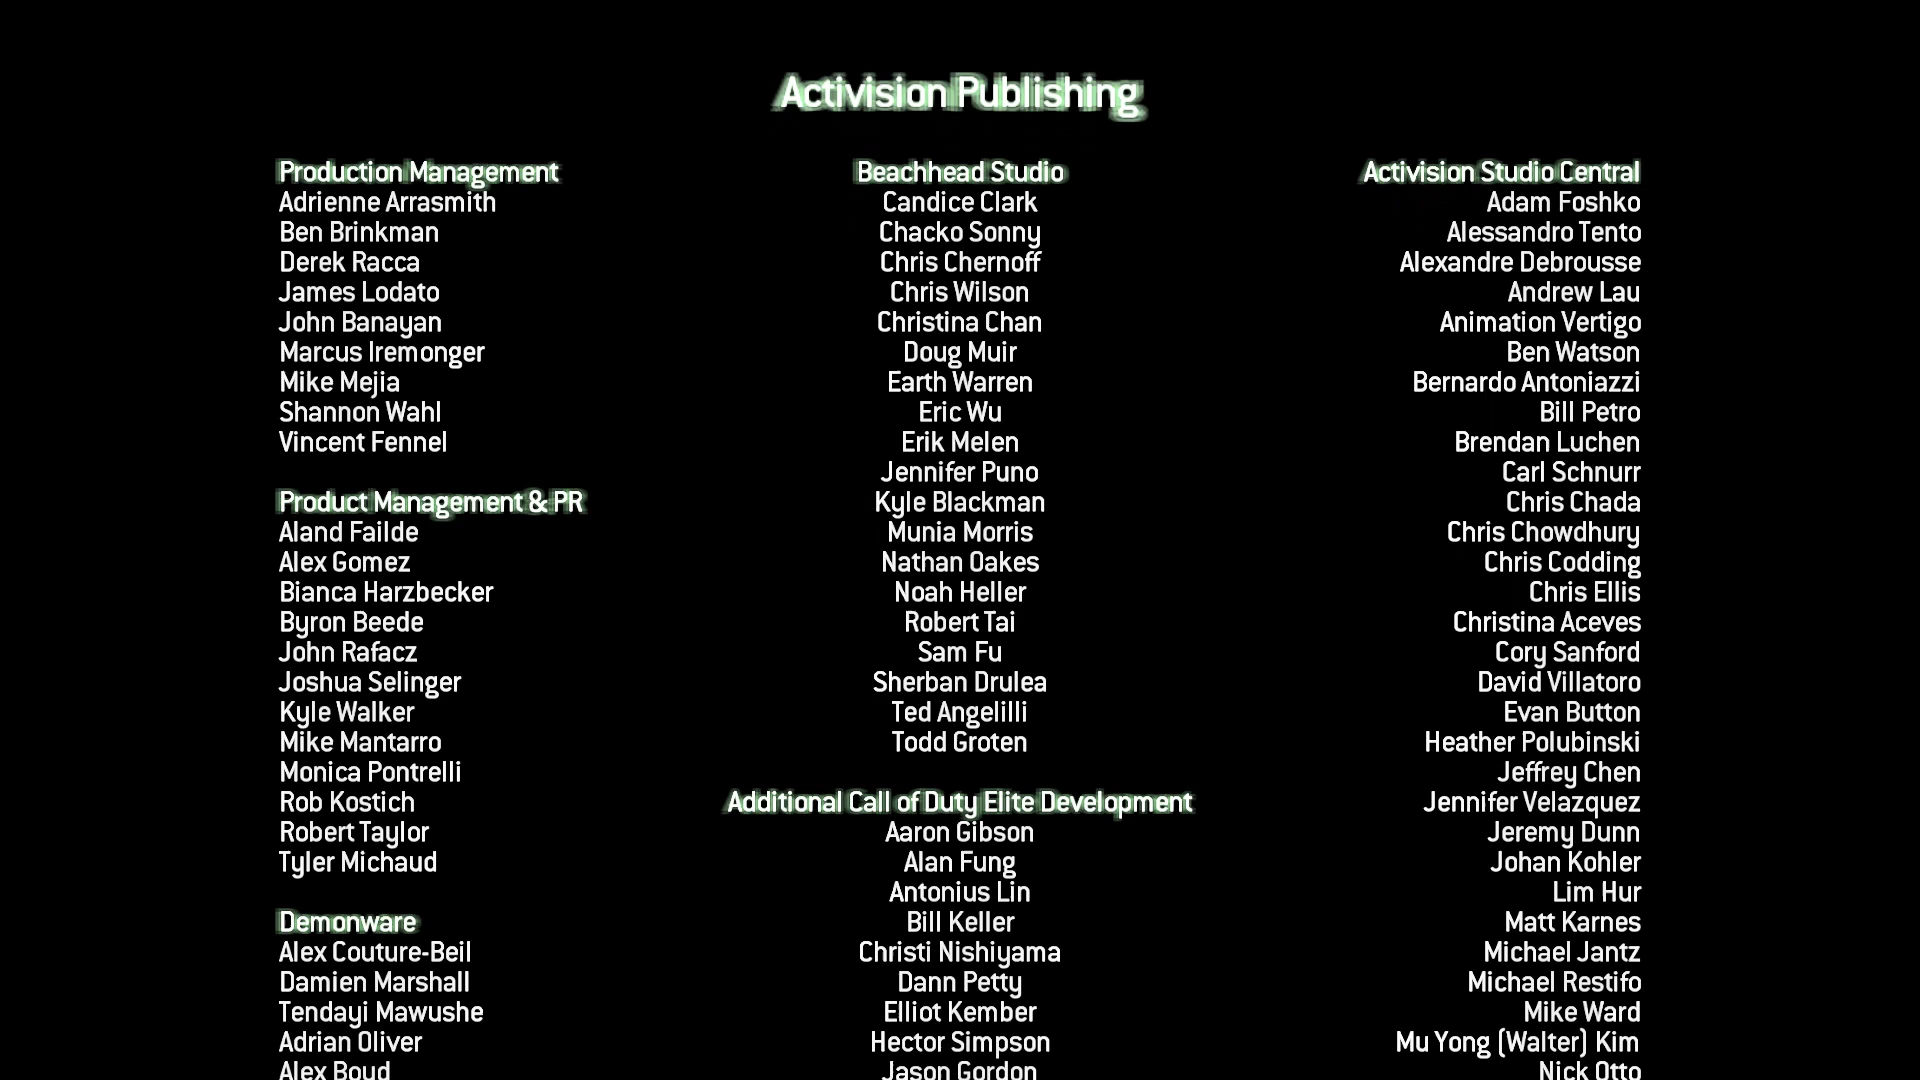 Activision Publishing
Production Management
Adrienne Arrasmith
Ben Brinkman
Derek Racca
James Lodato
John Banayan
Marcus Iremonger
Mike Mejia
Shannon Wahl
Vincent Fennel
Product Management & PR
Aland Failde
Alex Gomez
Bianca Harzbecker
Byron Beede
John Rafacz
Joshua Selinger
Kyle Walker
Mike Mantarro
Monica Pontrelli
Rob Kostich
Robert Taylor
Tyler Michaud
Demonware
Alex Couture-Beil
Damien Marshall
Tendayi Mawushe
Adrian Oliver
Alex Boyd
Beachhead Studio
Candice Clark
Chacko Sonny
Chris Chernoff
Chris Wilson
Christina Chan
Doug Muir
Earth Warren
Eric Wu
Erik Melen
Jennifer Puno
Kyle Blackman
Munia Morris
Nathan Oakes
Noah Heller
Robert Tai
Sam Fu
Sherban Drulea
Ted Angelilli
Todd Groten
Additional Call of Duty Elite Development
Aaron Gibson
Alan Fung
Antonius Lin
Bill Keller
Christi Nishiyama
Dann Petty
Elliot Kember
Hector Simpson
Jason Gordon
Activision Studio Central
Adam Foshko
Alessandro Tento
Alexandre Debrousse
Andrew Lau
Animation Vertigo
Ben Watson
Bernardo Antoniazzi
Bill Petro
Brendan Luchen
Carl Schnurr
Chris Chada
Chris Chowdhury
Chris Codding
Chris Ellis
Christina Aceves
Cory Sanford
David Villatoro
Evan Button
Heather Polubinski
Jeffrey Chen
Jennifer Velazquez
Jeremy Dunn
Johan Kohler
Lim Hur
Matt Karnes
Michael Jantz
Michael Restifo
Mike Ward
Mu Yong (Walter) Kim
Nick Otto